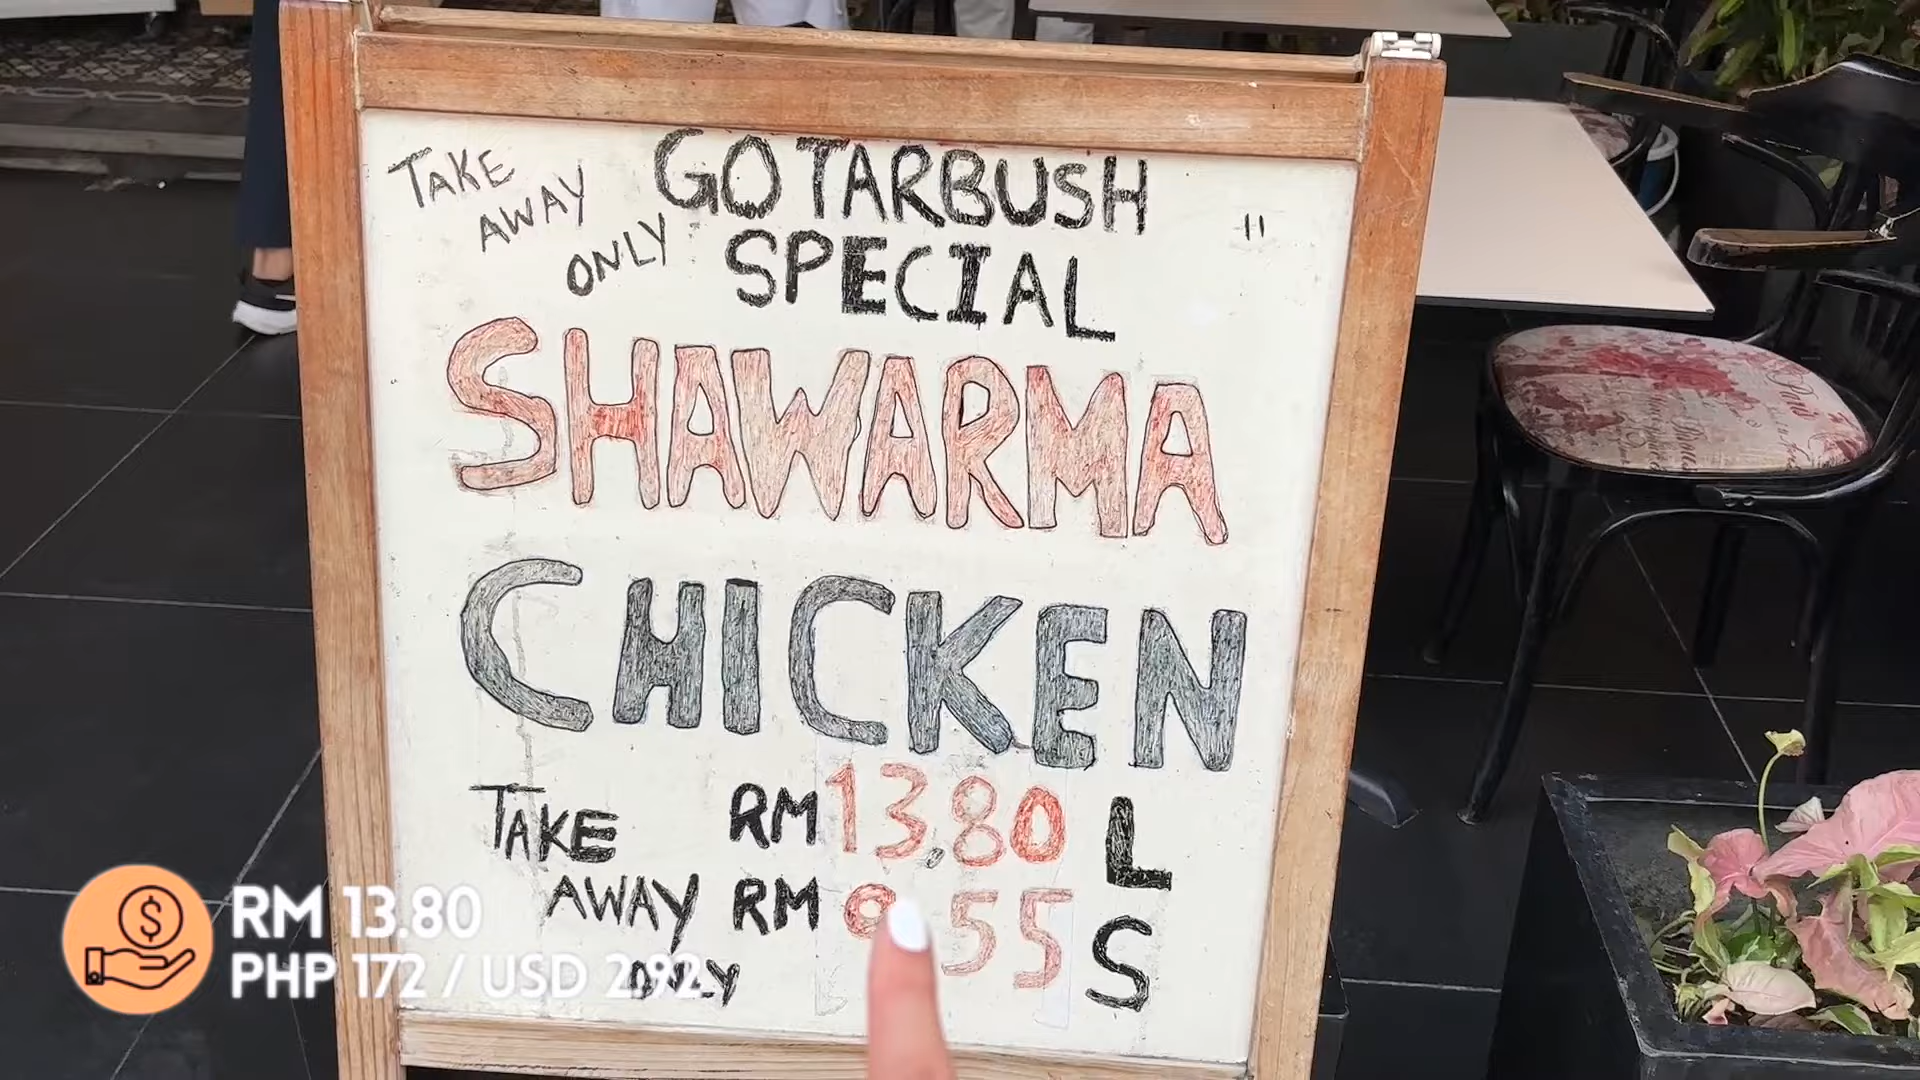 TAKE AWAY ONLY
GO TARBUSH
SPECIAL
SHAWARMA
CHICKEN
TAKE RM 13.80 L
AWAY RM .55 S
ONLY
RM 13.80
PHP 172 / USD 2.92